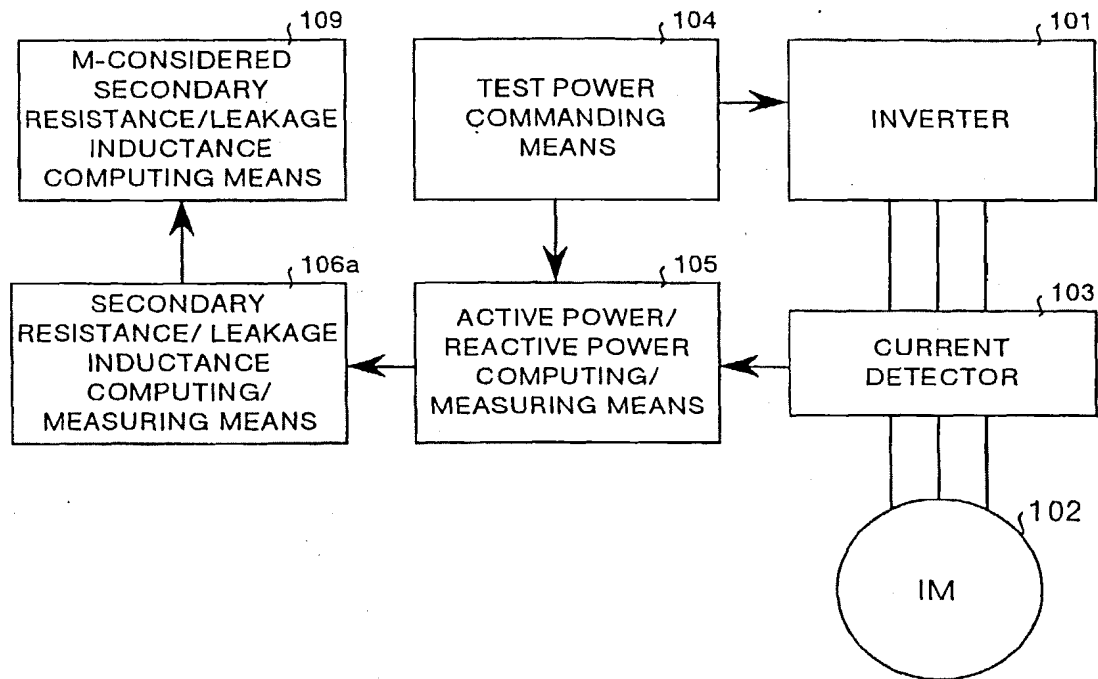 109
M-CONSIDERED
SECONDARY
RESISTANCE/LEAKAGE
INDUCTANCE
COMPUTING MEANS
104
TEST POWER
COMMANDING
MEANS
101
INVERTER
106a
SECONDARY
RESISTANCE/ LEAKAGE
INDUCTANCE
COMPUTING/
MEASURING MEANS
105
ACTIVE POWER/
REACTIVE POWER
COMPUTING/
MEASURING MEANS
103
CURRENT
DETECTOR
102
IM